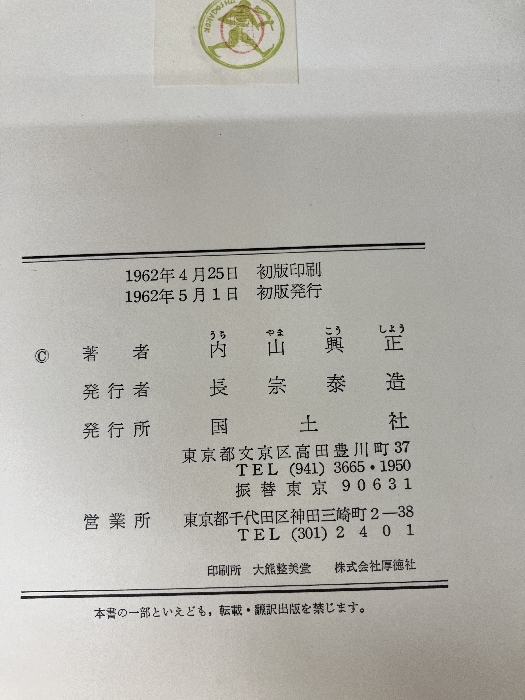 1962年4月25日 初版印刷
1962年5月1日 初版発行
© 著者 内山興正
うち やま こう しよう
発行者 長宗泰造
発行所 国土社
東京都文京区高田豊川町37
TEL (941) 3665・1950
振替東京 90631
営業所 東京都千代田区神田三崎町2―38
TEL (301) 2401
印刷所 大熊整美堂 株式会社厚徳社
本書の一部といえども，転載・翻訳出版を禁じます。